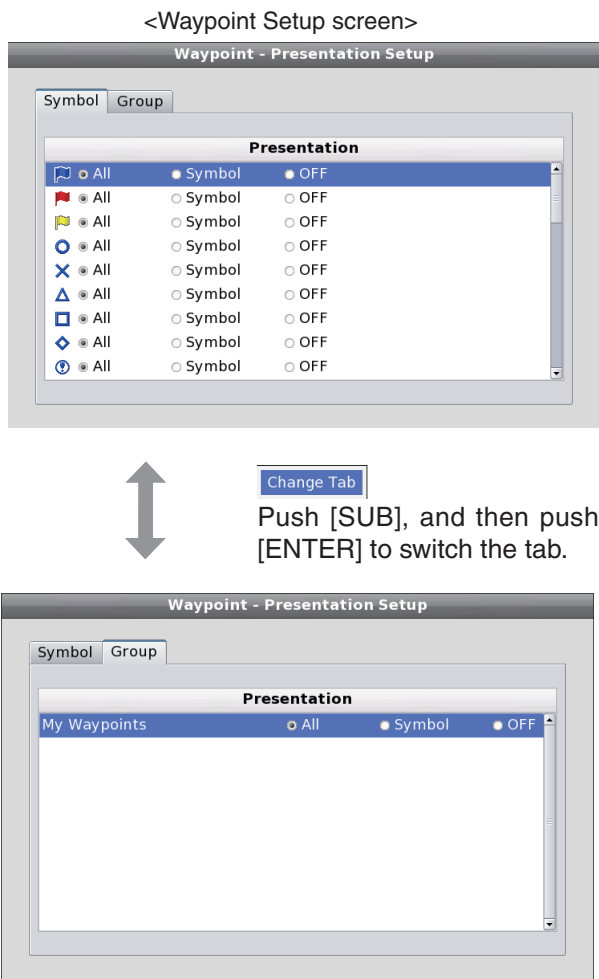 <Waypoint Setup screen>
Waypoint - Presentation Setup
Symbol Group
Presentation
All Symbol OFF
All Symbol OFF
All Symbol OFF
All Symbol OFF
All Symbol OFF
All Symbol OFF
All Symbol OFF
All Symbol OFF
All Symbol OFF
Change Tab
Push [SUB], and then push
[ENTER] to switch the tab.
Waypoint - Presentation Setup
Symbol Group
Presentation
My Waypoints All Symbol OFF